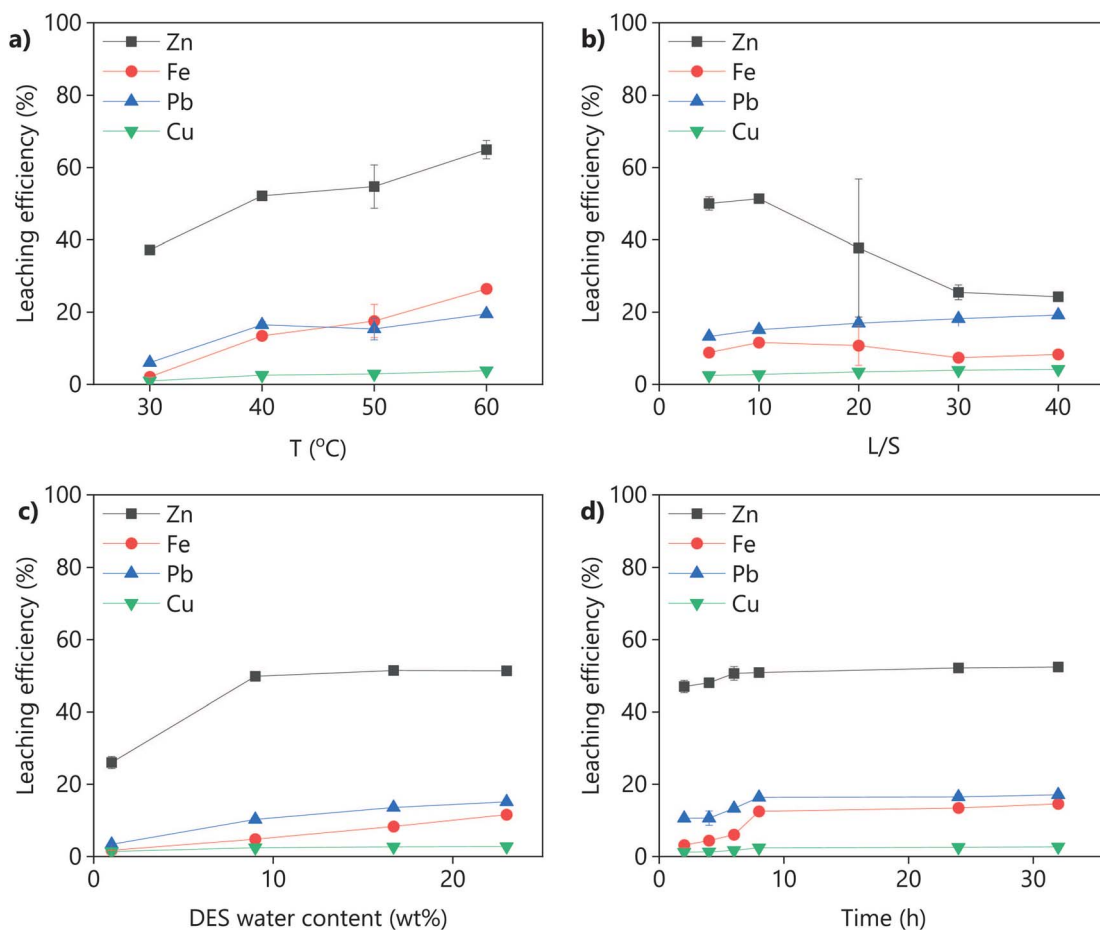 a)
Zn
Fe
Pb
Cu
Leaching efficiency (%)
100
80
60
40
20
0
30 40 50 60
T (°C)
b)
Zn
Fe
Pb
Cu
Leaching efficiency (%)
100
80
60
40
20
0
0 10 20 30 40
L/S
c)
Zn
Fe
Pb
Cu
Leaching efficiency (%)
100
80
60
40
20
0
0 10 20
DES water content (wt%)
d)
Zn
Fe
Pb
Cu
Leaching efficiency (%)
100
80
60
40
20
0
0 10 20 30
Time (h)